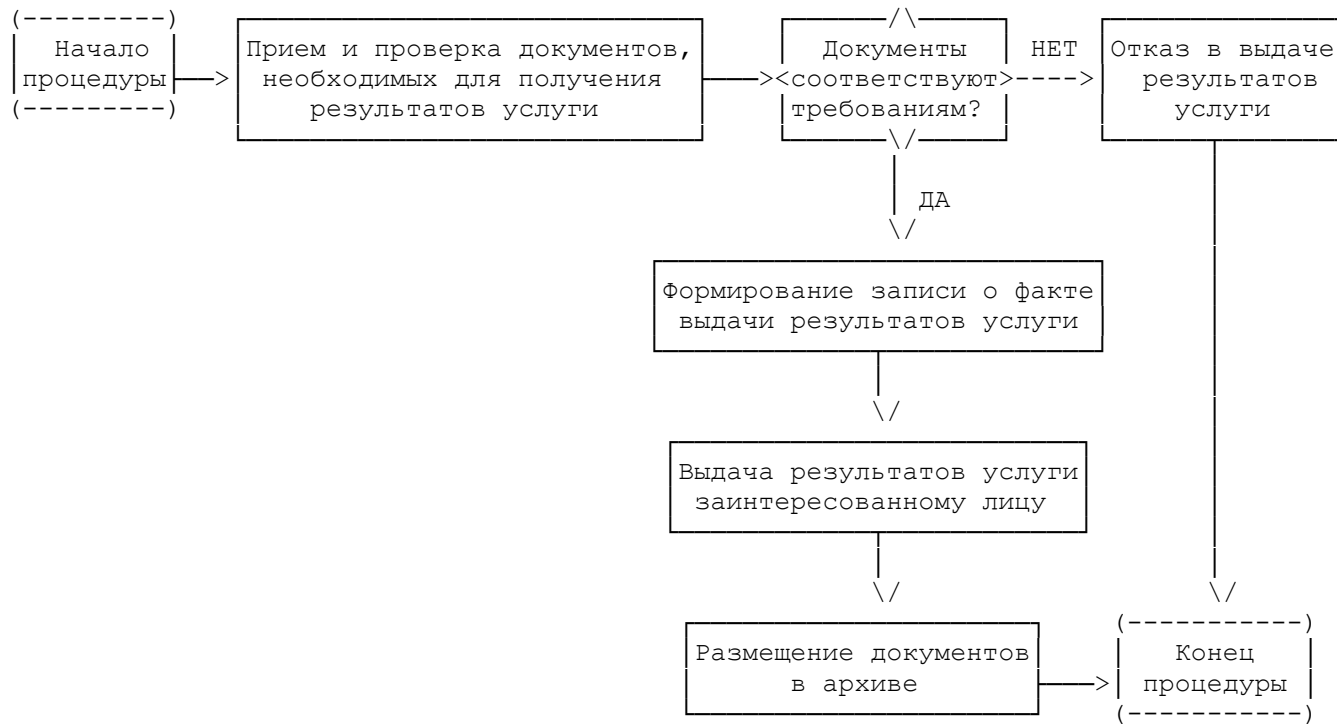 Начало
процедуры
Прием и проверка документов,
необходимых для получения
результатов услуги
Документы
соответствуют
требованиям?
НЕТ
Отказ в выдаче
результатов
услуги
ДА
Формирование записи о факте
выдачи результатов услуги
Выдача результатов услуги
заинтересованному лицу
Размещение документов
в архиве
Конец
процедуры